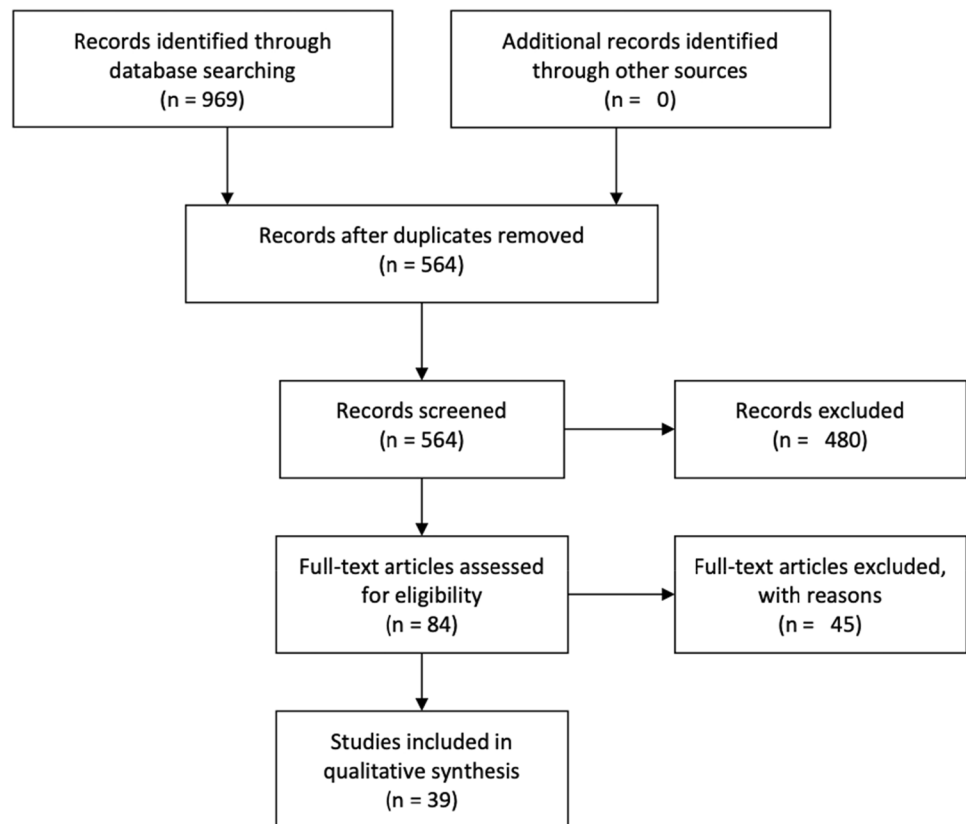 Records identified through
database searching
(n = 969)
Additional records identified
through other sources
(n =   0)
Records after duplicates removed
(n = 564)
Records screened
(n = 564)
Records excluded
(n =   480)
Full-text articles assessed
for eligibility
(n = 84)
Full-text articles excluded,
with reasons
(n =   45)
Studies included in
qualitative synthesis
(n = 39)